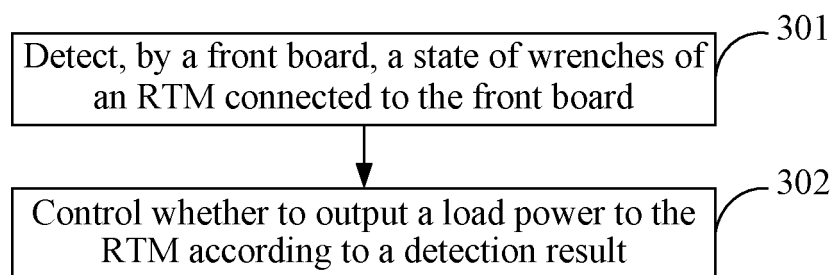 301
Detect, by a front board, a state of wrenches of
an RTM connected to the front board
302
Control whether to output a load power to the
RTM according to a detection result